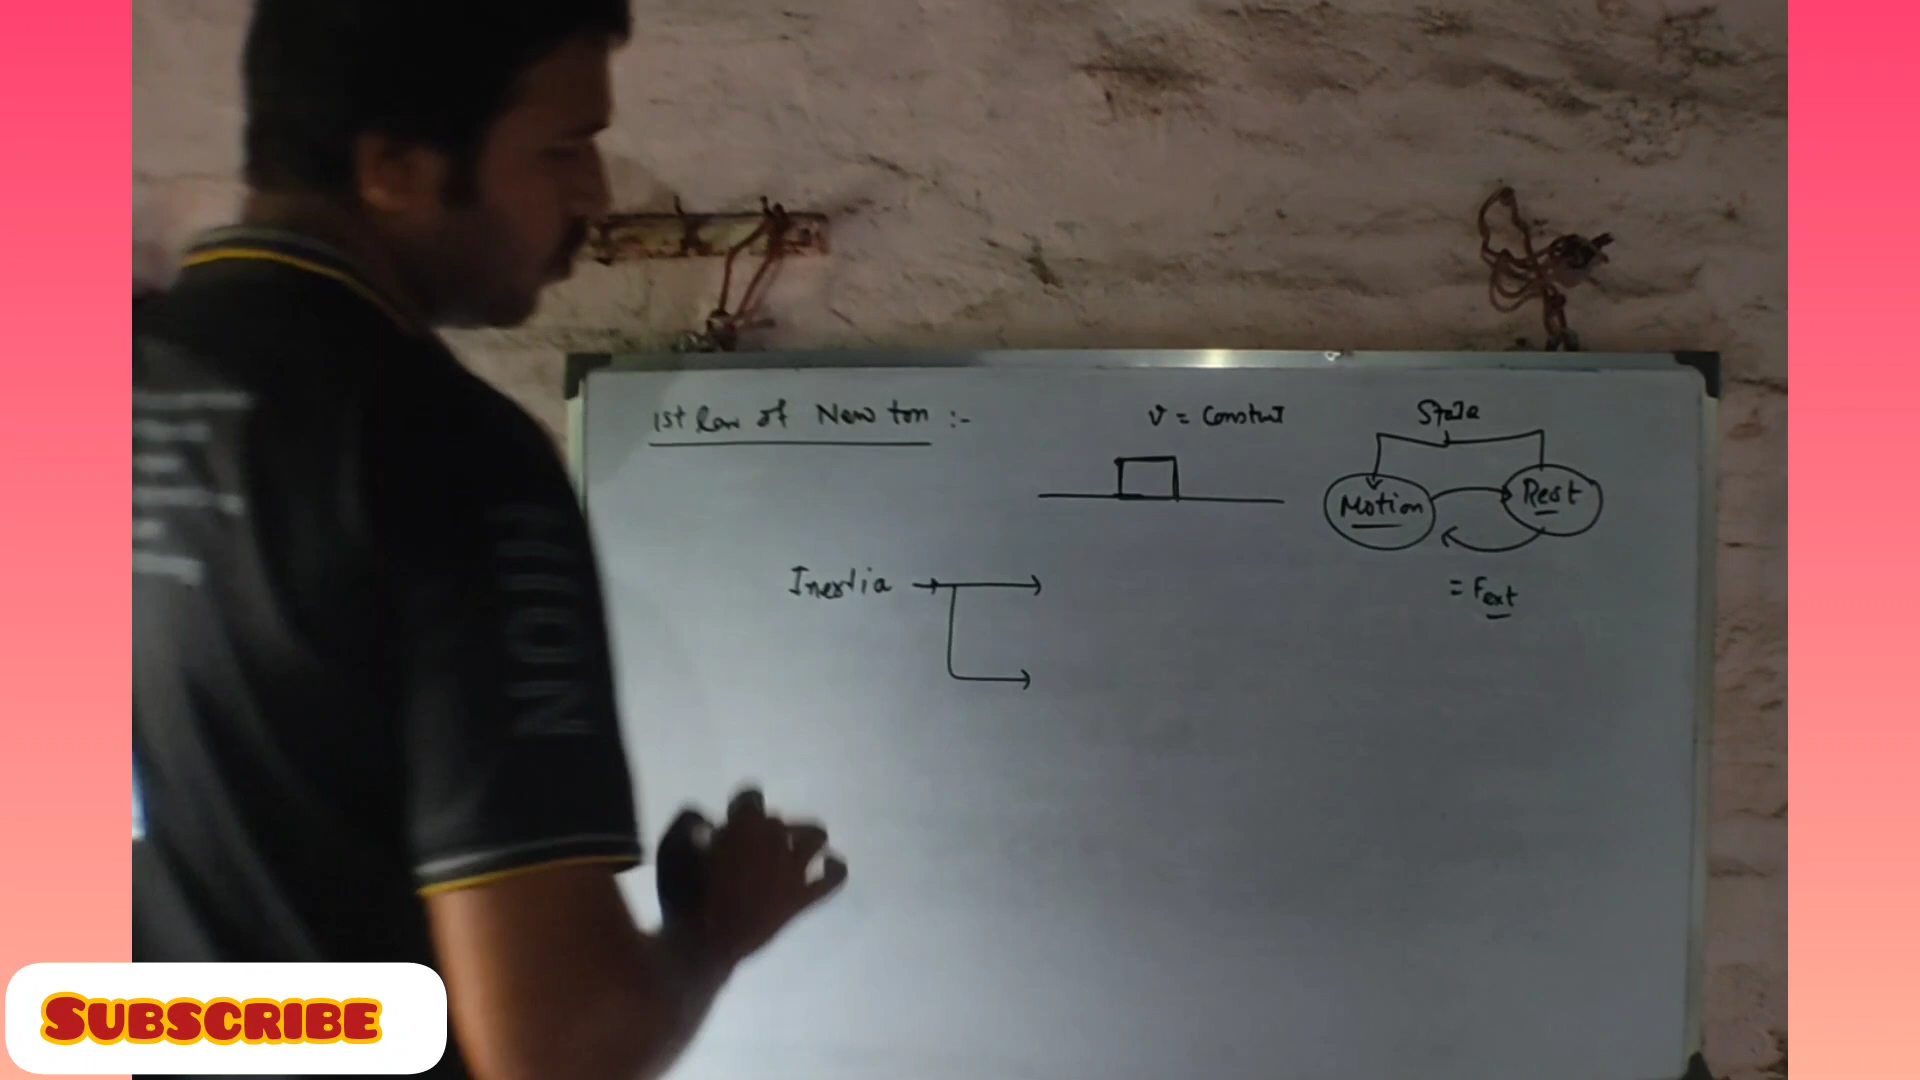 1st law of Newton :-
v = Constant
State
Motion
Rest
Inertia
= Fext
SUBSCRIBE